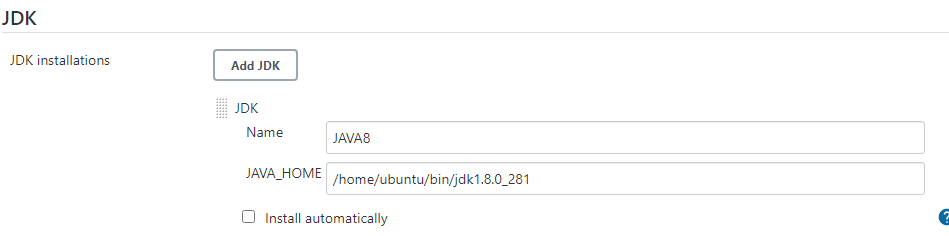 JDK
JDK installations
Add JDK
JDK
Name
JAVA8
JAVA_HOME
/home/ubuntu/bin/jdk1.8.0_281
Install automatically
?